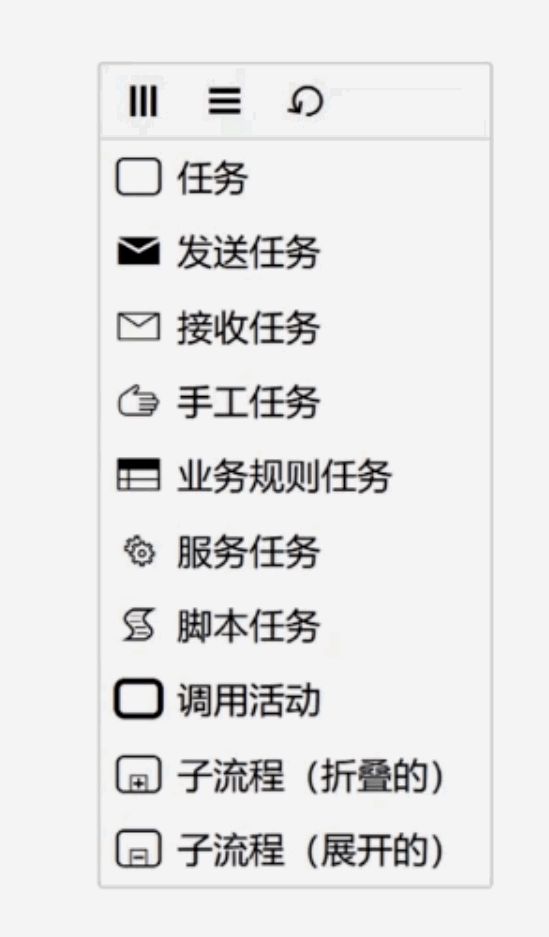 任务
发送任务
接收任务
手工任务
业务规则任务
服务任务
脚本任务
调用活动
子流程（折叠的）
子流程（展开的）